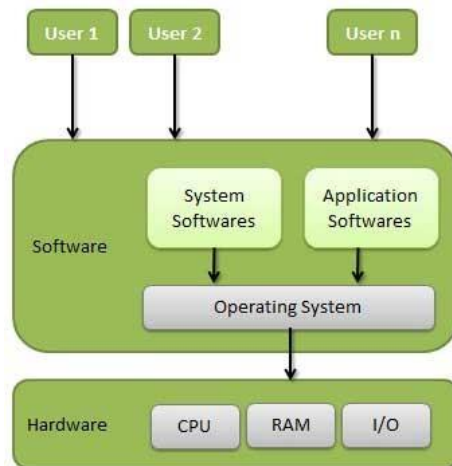 User 1
User 2
User n
System
Softwares
Application
Softwares
Software
Operating System
Hardware
CPU
RAM
I/O